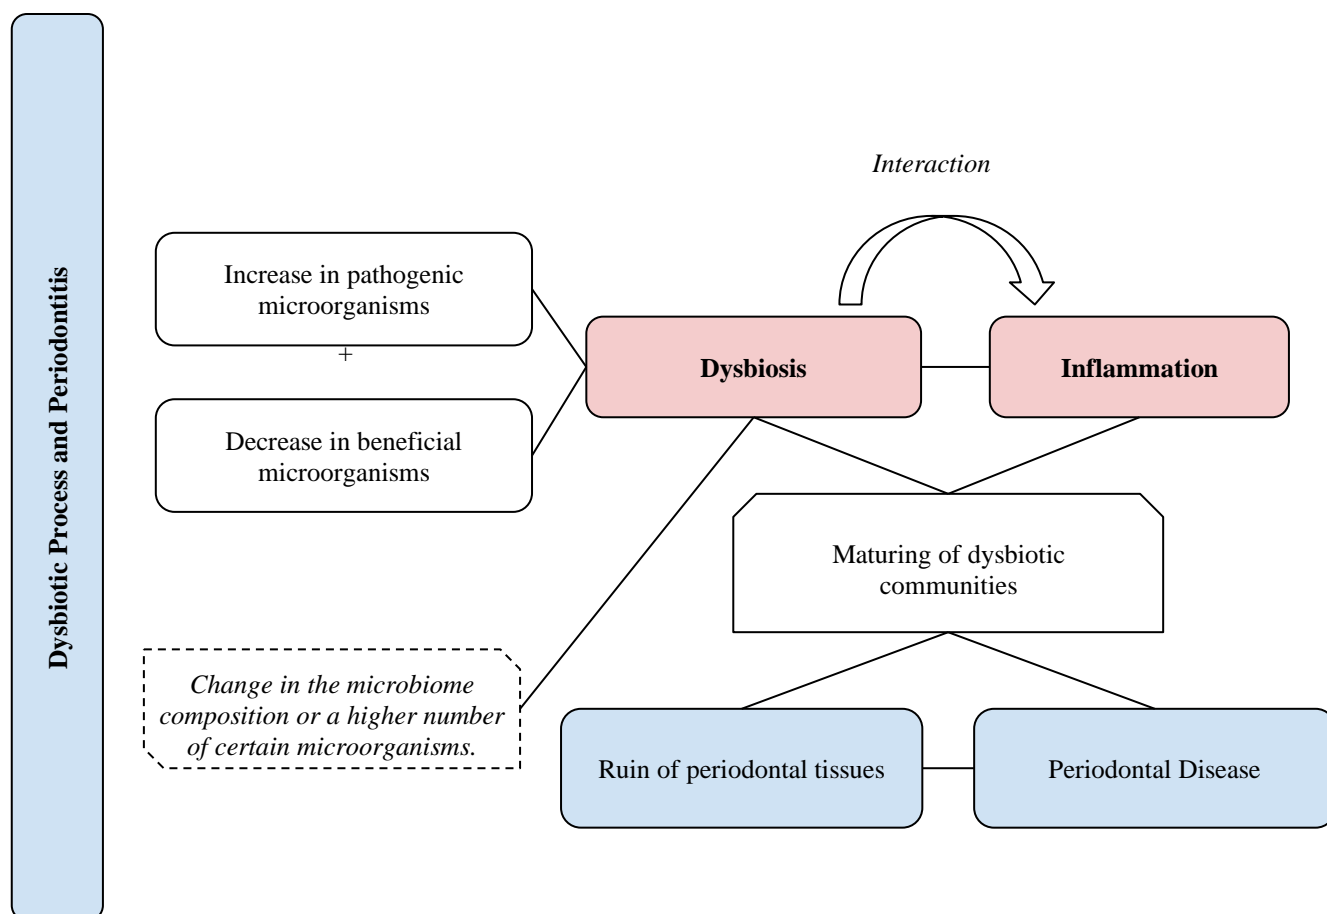 Dysbiotic Process and Periodontitis
Interaction
Increase in pathogenic
microorganisms
+
Decrease in beneficial
microorganisms
Dysbiosis
Inflammation
Maturing of dysbiotic
communities
Change in the microbiome
composition or a higher number
of certain microorganisms.
Ruin of periodontal tissues
Periodontal Disease